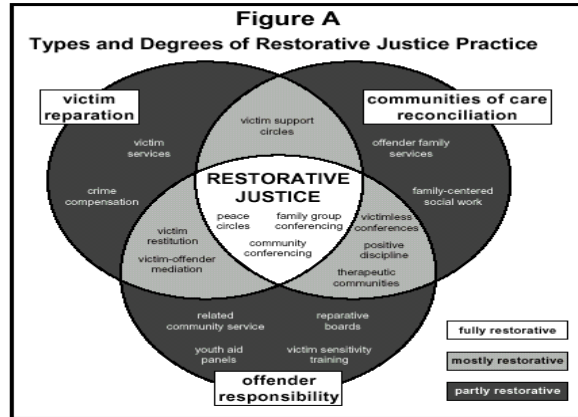 Figure A
Types and Degrees of Restorative Justice Practice
victim
reparation
communities of care
reconciliation
victim support
circles
victim
services
offender family
services
crime
compensation
family-centered
social work
RESTORATIVE
JUSTICE
peace
circles
family group
conferencing
community
conferencing
victim
restitution
victim-offender
mediation
victimless
conferences
positive
discipline
therapeutic
communities
related
community service
reparative
boards
youth aid
panels
victim sensitivity
training
offender
responsibility
fully restorative
mostly restorative
partly restorative